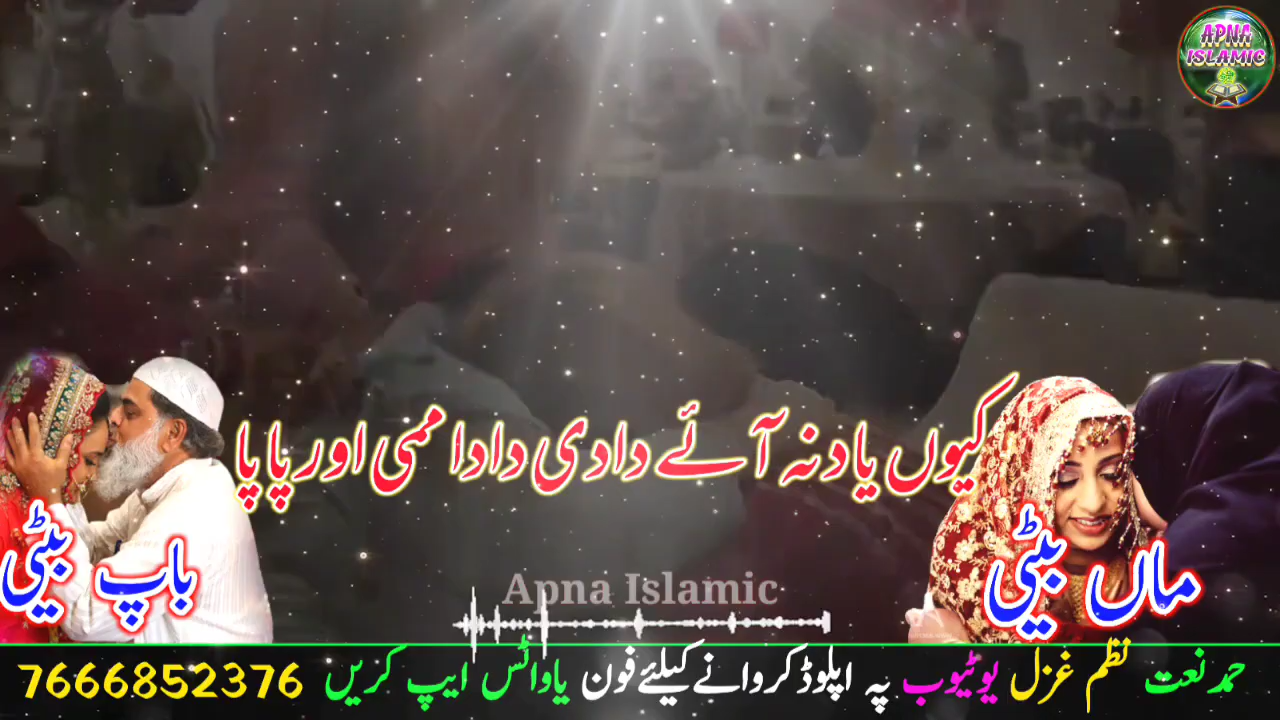 APNA
ISLAMIC
کیوں یاد نہ آئے دادی دادا ممی اور پاپا
باپ بیٹی
ماں بیٹی
Apna Islamic
حمد نعت نظم غزل یوٹیوب پہ اپلوڈ کروانے کیلئے فون یا واٹس ایپ کریں 7666852376